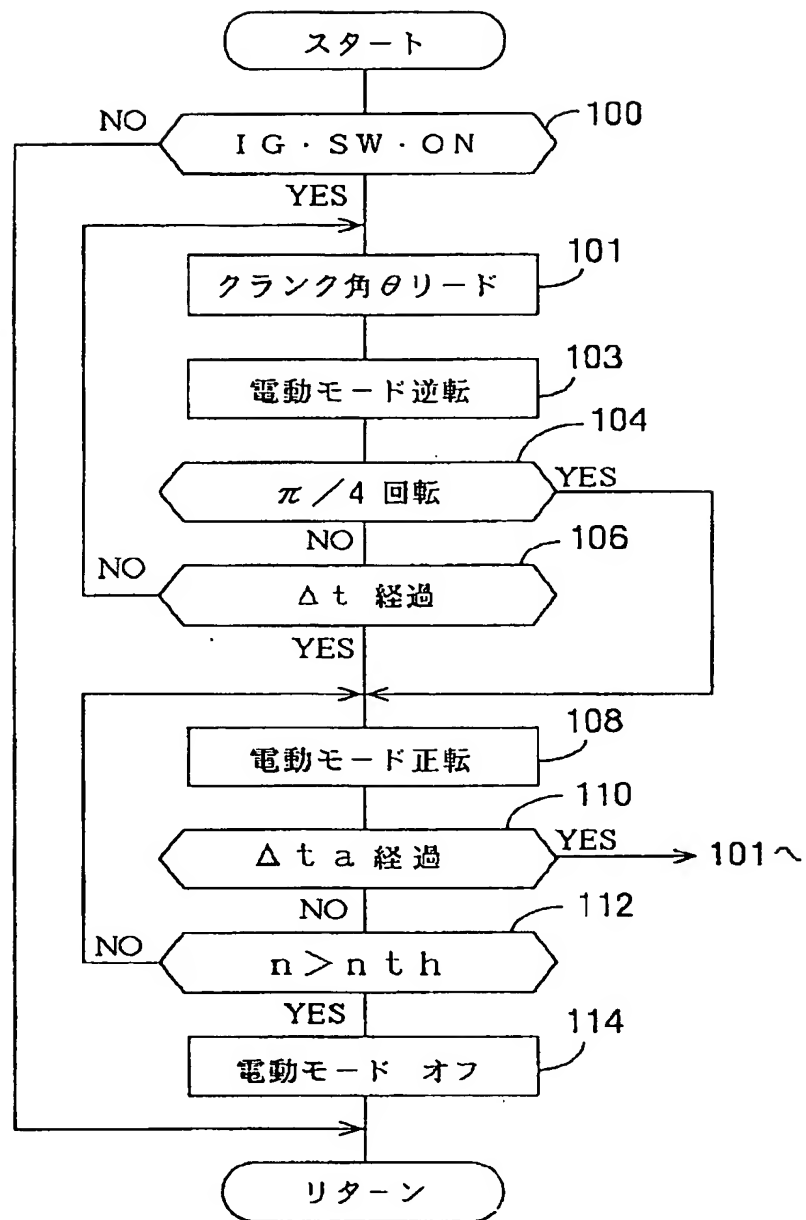 スタート
NO
100
IG・SW・ON
YES
101
クランク角θリード
103
電動モード逆転
104
π/4 回転
YES
NO
106
NO
Δt 経過
YES
108
電動モード正転
110
Δta経過
YES
101へ
NO
112
NO
n>nth
YES
114
電動モード オフ
リターン